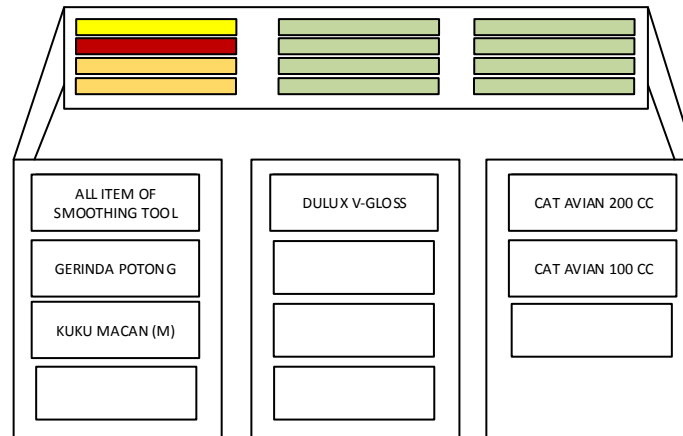 ALL ITEM OF
SMOOTHING TOOL
GERINDA POTONG
KUKU MACAN (M)
DULUX V-GLOSS
CAT AVIAN 200 CC
CAT AVIAN 100 CC